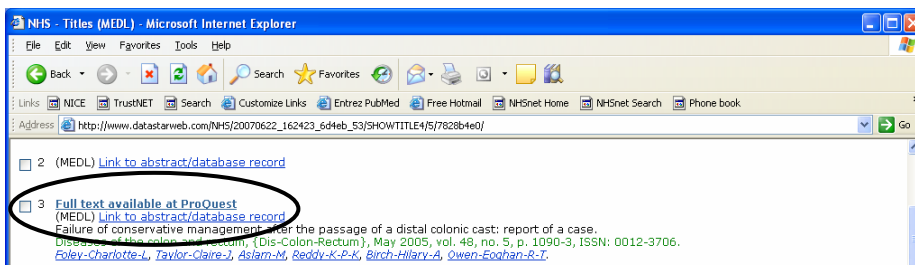 NHS - Titles (MEDL) - Microsoft Internet Explorer
File Edit View Favorites Tools Help
Back Search Favorites
Links NICE TrustNET Search Customize Links Entrez PubMed Free Hotmail NHSnet Home NHSnet Search Phone book
Address http://www.datastarweb.com/NHS/20070622_162423_6d4eb_53/SHOWTITLE4/5/7828b4e0/ Go
2 (MEDL) Link to abstract/database record
3 Full text available at ProQuest
(MEDL) Link to abstract/database record
Failure of conservative management after the passage of a distal colonic cast: report of a case.
Diseases of the colon and rectum, {Dis-Colon-Rectum}, May 2005, vol. 48, no. 5, p. 1090-3, ISSN: 0012-3706.
Foley-Charlotte-L, Taylor-Claire-J, Aslam-M, Reddy-K-P-K, Birch-Hilary-A, Owen-Eoghan-R-T.